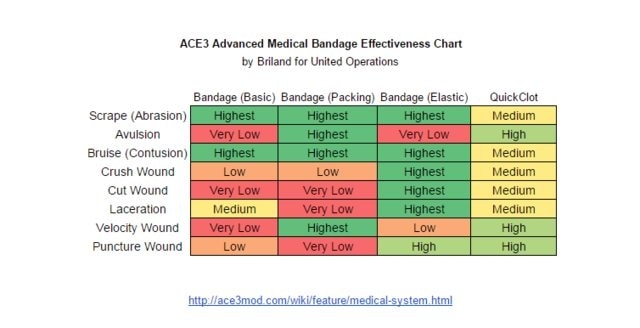 ACE3 Advanced Medical Bandage Effectiveness Chart
by Briland for United Operations
Bandage (Basic) Bandage (Packing) Bandage (Elastic) QuickClot
Scrape (Abrasion) Highest Highest Highest Medium
Avulsion Very Low Highest Very Low High
Bruise (Contusion) Highest Highest Highest Medium
Crush Wound Low Low Highest Medium
Cut Wound Very Low Very Low Highest Medium
Laceration Medium Very Low Highest Medium
Velocity Wound Very Low Highest Low High
Puncture Wound Low Very Low High High
http://ace3mod.com/wiki/feature/medical-system.html